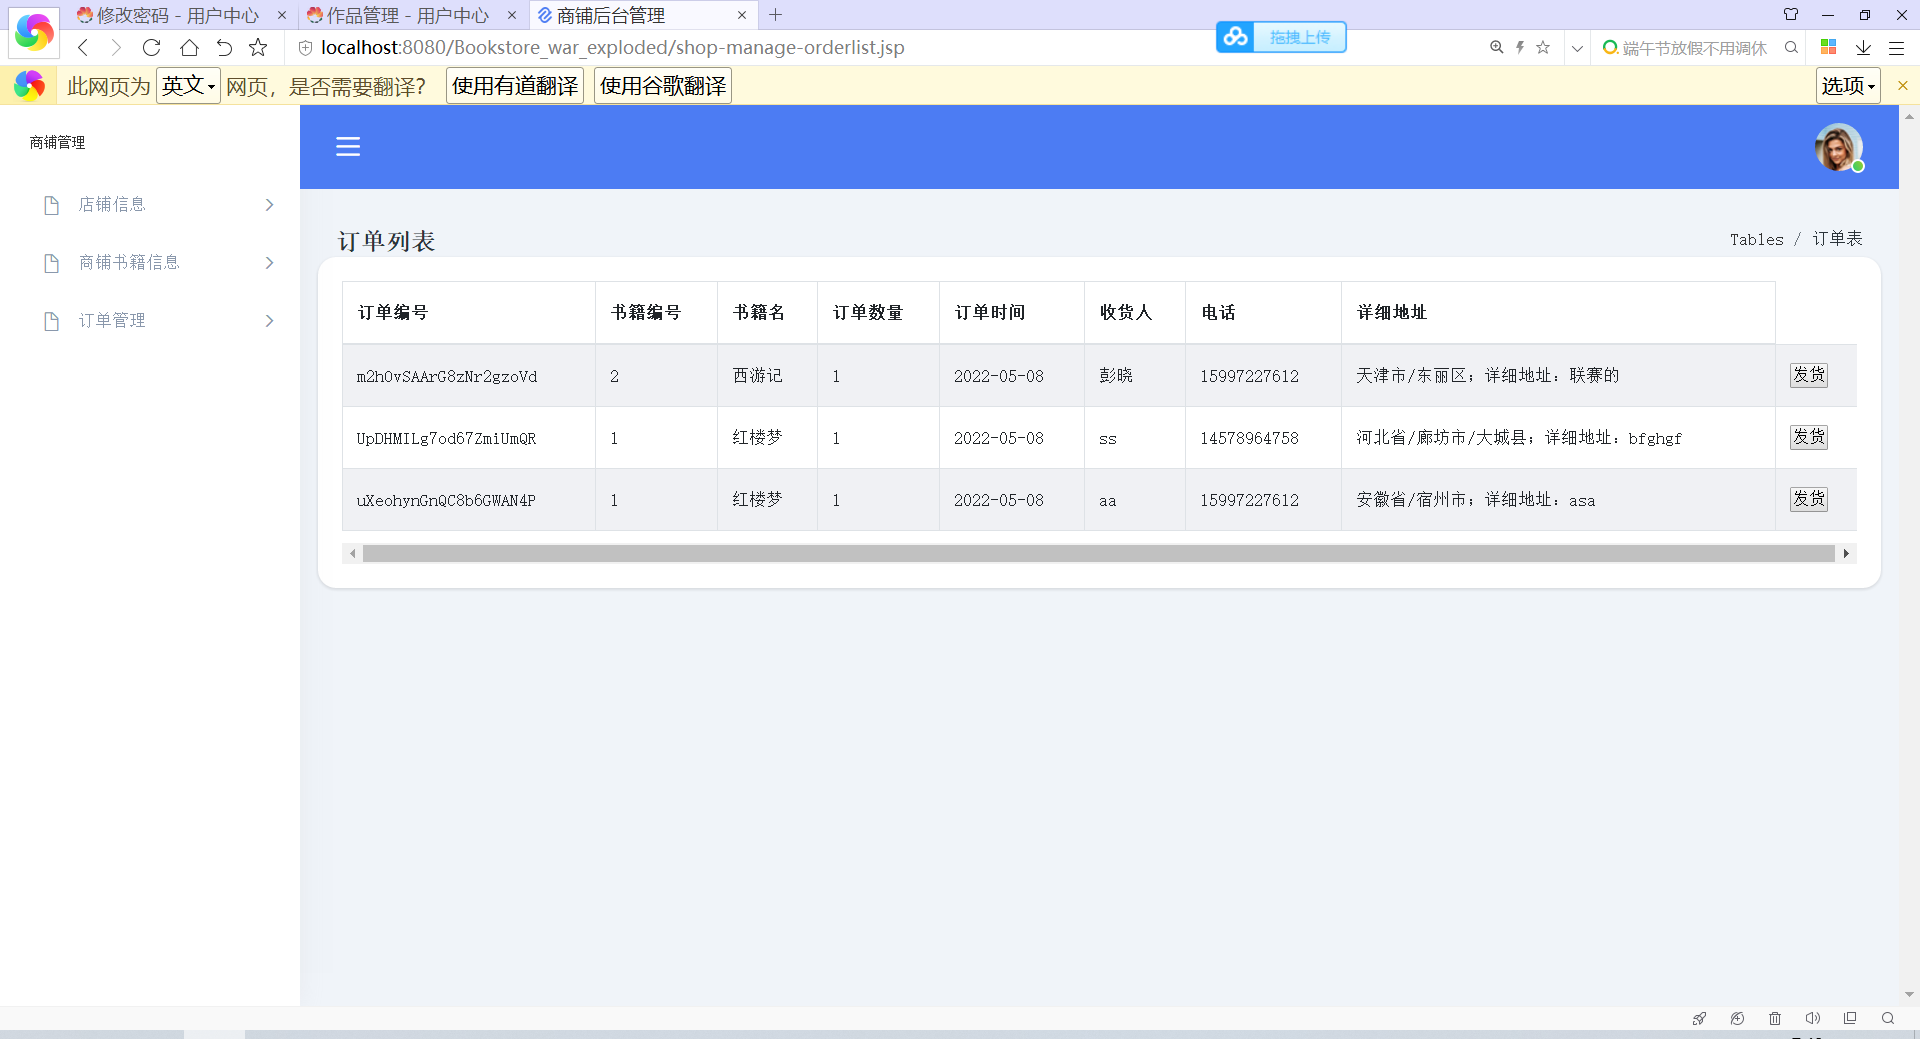 修改密码 - 用户中心
作品管理 - 用户中心
商铺后台管理
localhost:8080/Bookstore_war_exploded/shop-manage-orderlist.jsp
拖拽上传
端午节放假不用调休
此网页为 英文 网页，是否需要翻译？ 使用有道翻译 使用谷歌翻译 选项
商铺管理
店铺信息
商铺书籍信息
订单管理
订单列表
Tables / 订单表
订单编号 书籍编号 书籍名 订单数量 订单时间 收货人 电话 详细地址
m2hOvSAArG8zNr2gzoVd 2 西游记 1 2022-05-08 彭晓 15997227612 天津市/东丽区；详细地址：联赛的 发货
UpDHMILg7od67ZmiUmQR 1 红楼梦 1 2022-05-08 ss 14578964758 河北省/廊坊市/大城县；详细地址：bfghgf 发货
uXeohynGnQC8b6GWAN4P 1 红楼梦 1 2022-05-08 aa 15997227612 安徽省/宿州市；详细地址：asa 发货